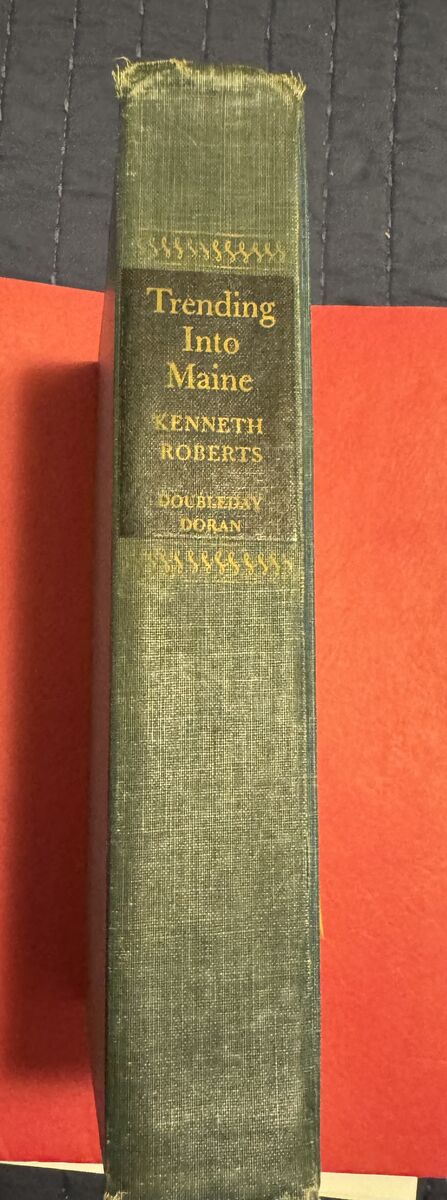 Trending
Into
Maine
KENNETH
ROBERTS
DOUBLEDAY
DORAN